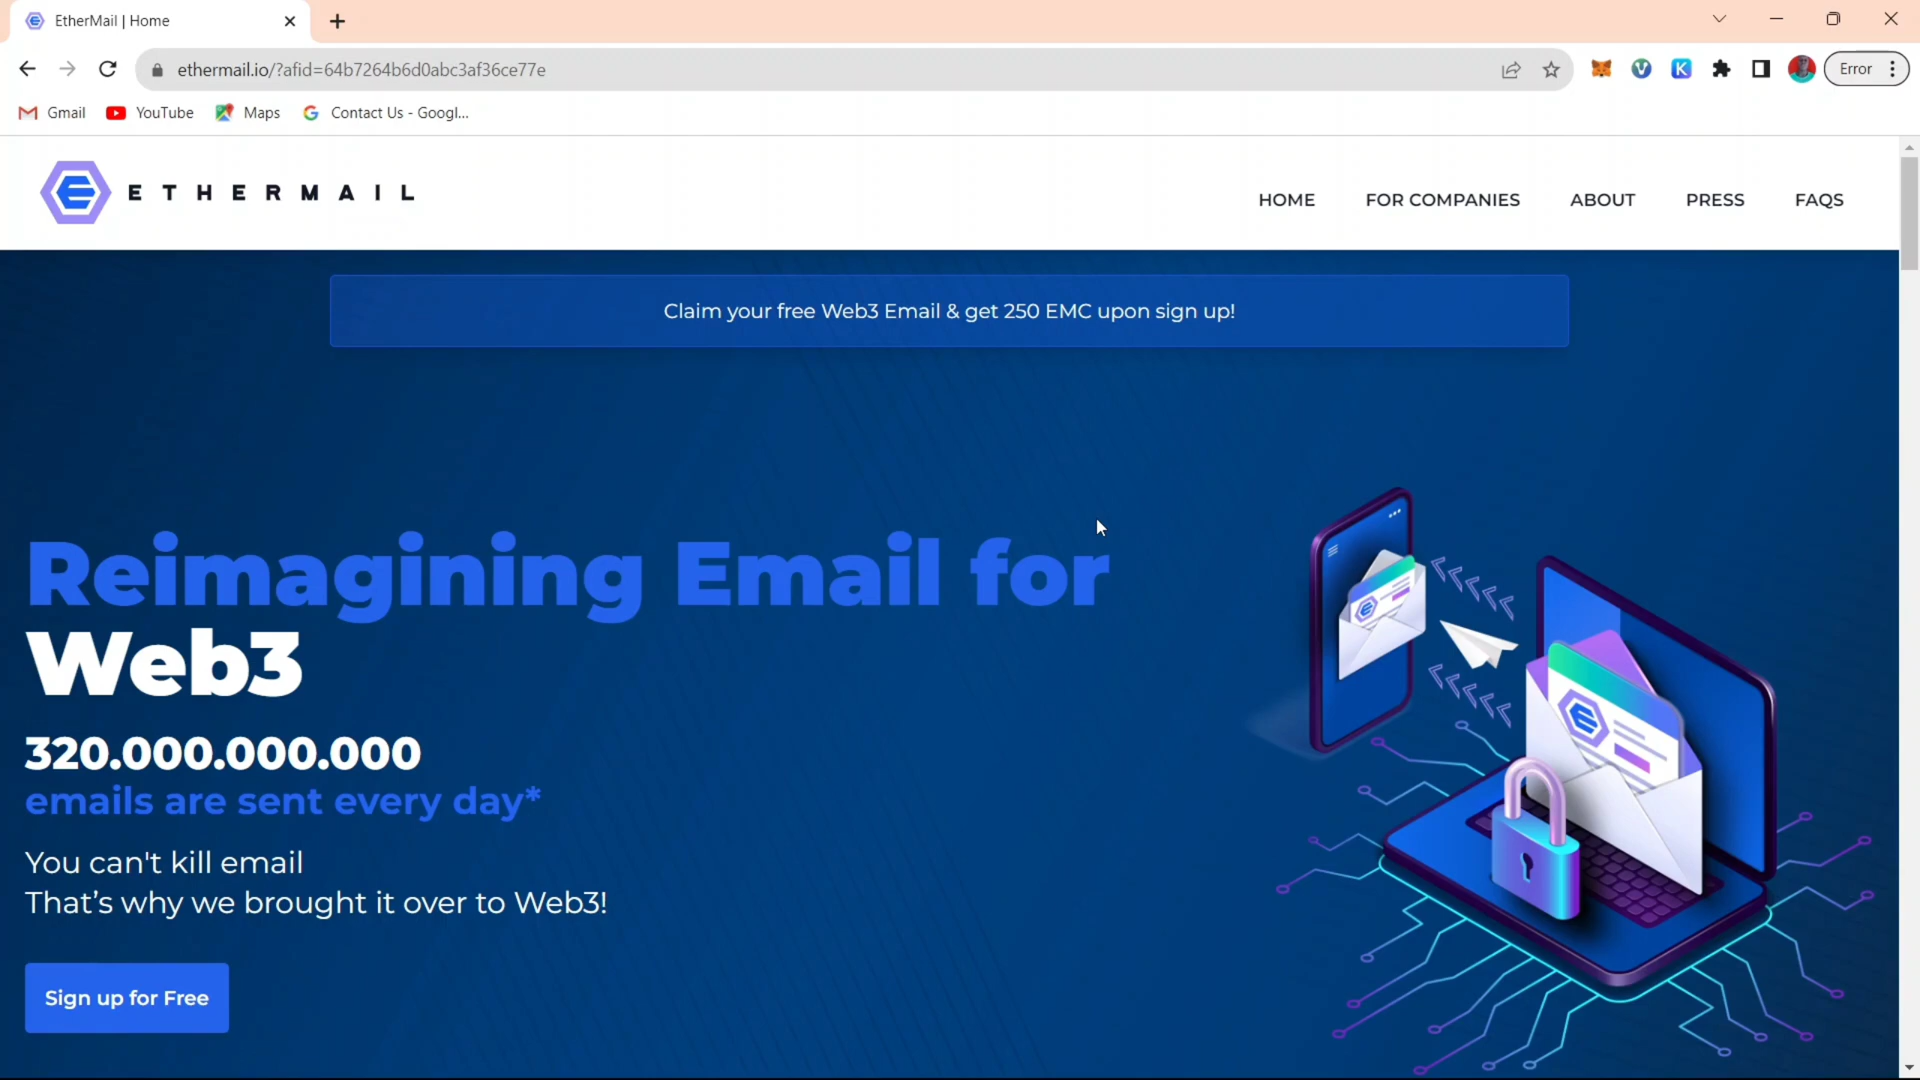 EtherMail | Home
ethermail.io/?afid=64b7264b6d0abc3af36ce77e
Error
Gmail
YouTube
Maps
Contact Us - Googl...
ETHERMAIL
HOME
FOR COMPANIES
ABOUT
PRESS
FAQS
Claim your free Web3 Email & get 250 EMC upon sign up!
Reimagining Email for
Web3
320.000.000.000
emails are sent every day*
You can't kill email
That’s why we brought it over to Web3!
Sign up for Free